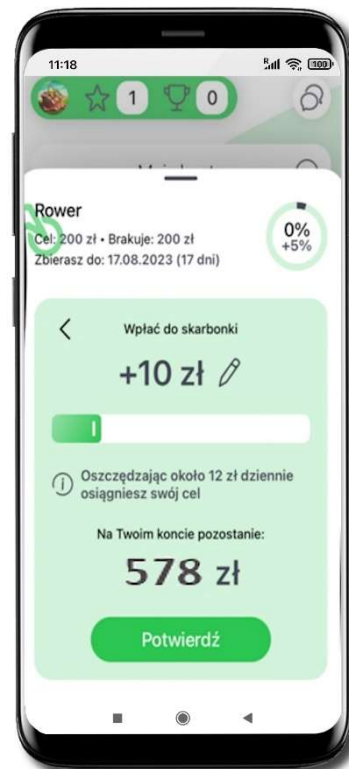 11:18
100
1 0
Rower
Cel: 200 zł • Brakuje: 200 zł
Zbierasz do: 17.08.2023 (17 dni)
0%
+5%
Wpłać do skarbonki
+10 zł
Oszczędzając około 12 zł dziennie
osiągniesz swój cel
Na Twoim koncie pozostanie:
578 zł
Potwierdź